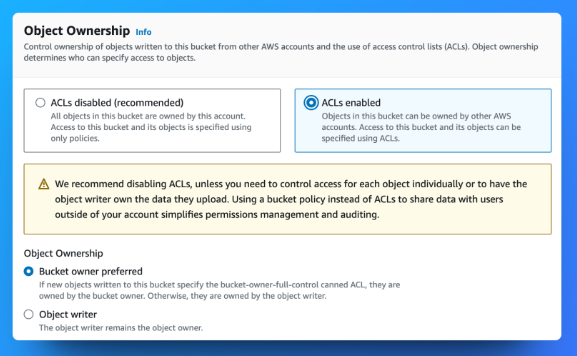 Object Ownership Info
Control ownership of objects written to this bucket from other AWS accounts and the use of access control lists (ACLs). Object ownership
determines who can specify access to objects.
ACLs disabled (recommended)
All objects in this bucket are owned by this account.
Access to this bucket and its objects is specified using
only policies.
ACLs enabled
Objects in this bucket can be owned by other AWS
accounts. Access to this bucket and its objects can be
specified using ACLs.
We recommend disabling ACLs, unless you need to control access for each object individually or to have the
object writer own the data they upload. Using a bucket policy instead of ACLs to share data with users
outside of your account simplifies permissions management and auditing.
Object Ownership
Bucket owner preferred
If new objects written to this bucket specify the bucket-owner-full-control canned ACL, they are
owned by the bucket owner. Otherwise, they are owned by the object writer.
Object writer
The object writer remains the object owner.